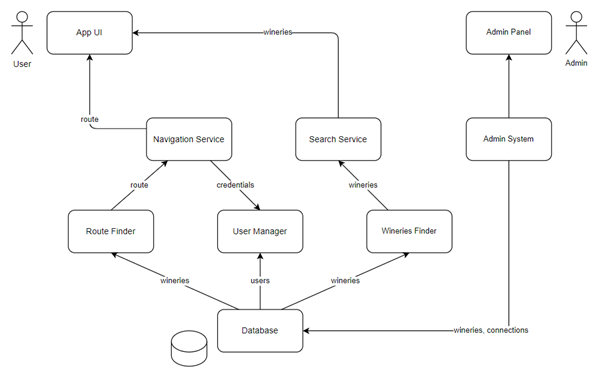 App UI
wineries
Admin Panel
User
Admin
route
Navigation Service
Search Service
Admin System
route
credentials
wineries
Route Finder
User Manager
Wineries Finder
wineries
users
wineries
Database
wineries, connections